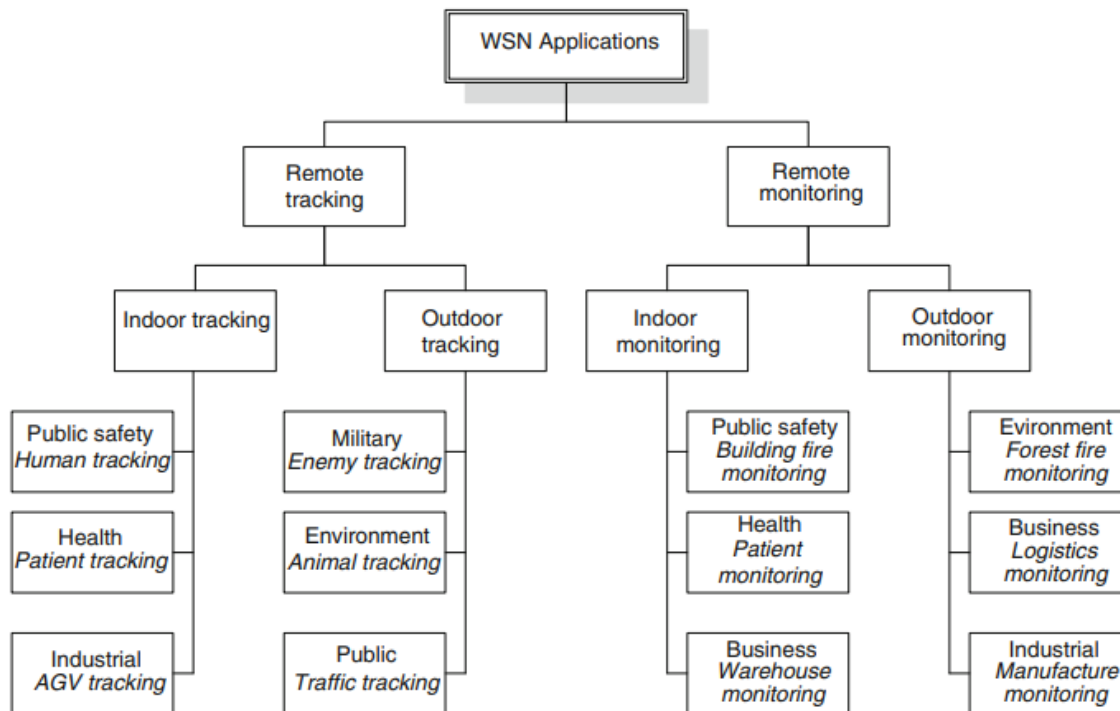 WSN Applications
Remote
tracking
Remote
monitoring
Indoor tracking
Outdoor
tracking
Indoor
monitoring
Outdoor
monitoring
Public safety
Human tracking
Military
Enemy tracking
Public safety
Building fire
monitoring
Evironment
Forest fire
monitoring
Health
Patient tracking
Environment
Animal tracking
Health
Patient
monitoring
Business
Logistics
monitoring
Industrial
AGV tracking
Public
Traffic tracking
Business
Warehouse
monitoring
Industrial
Manufacture
monitoring